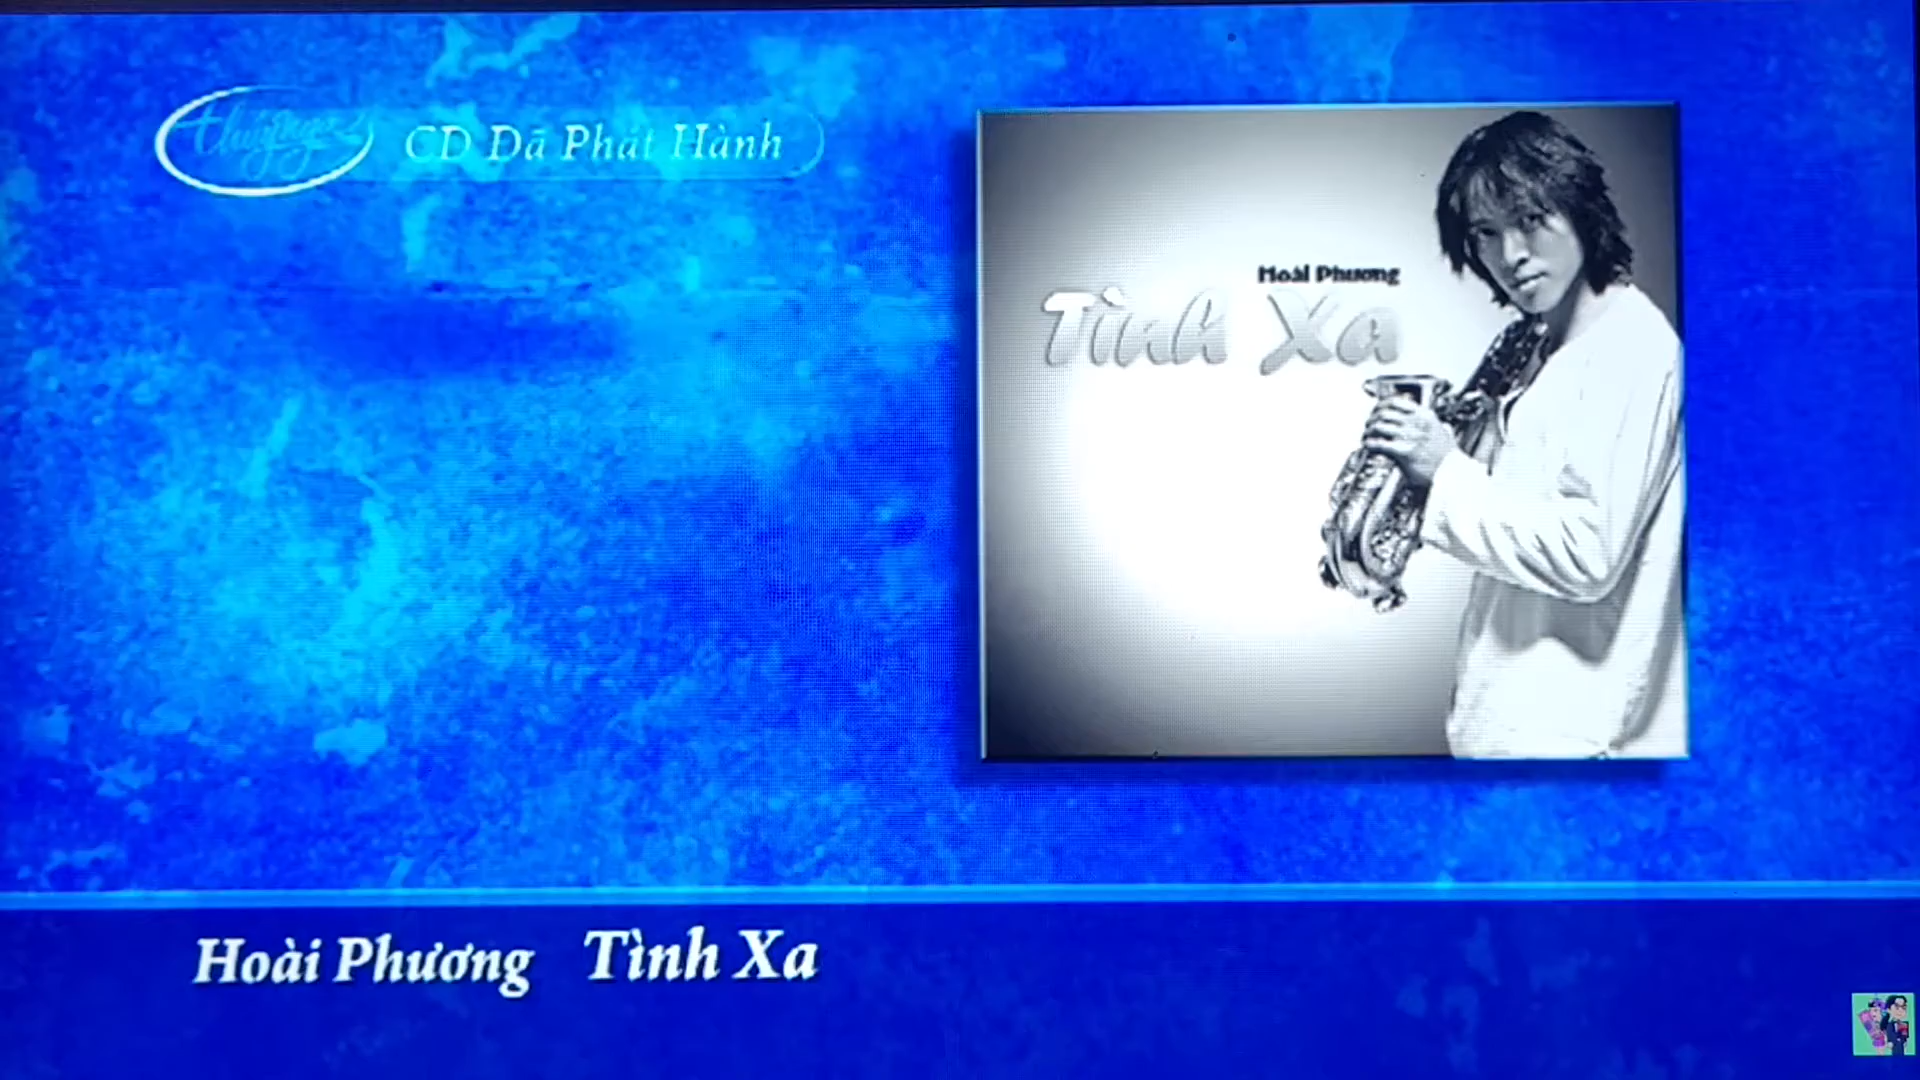 Thúy Nga
CD Đã Phát Hành
Hoài Phương
Tình Xa
Hoài Phương Tình Xa